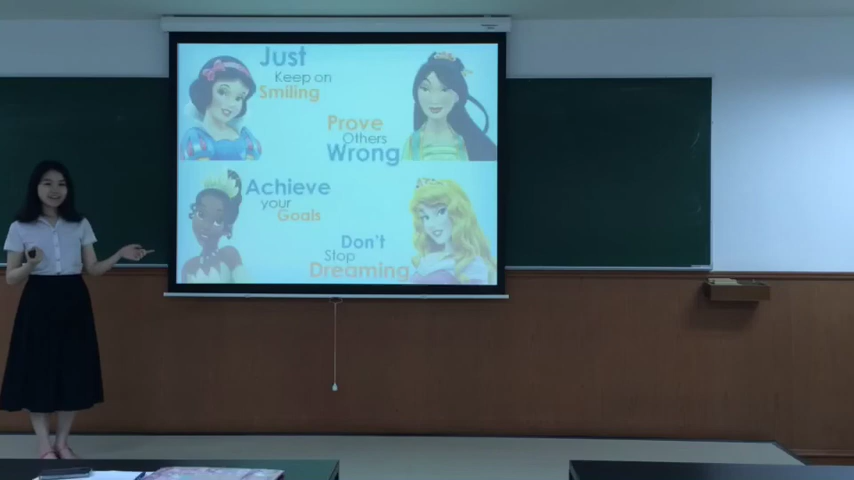 Just
Keep on
Smiling
Prove
Others
Wrong
Achieve
your
Goals
Don't
Stop
Dreaming